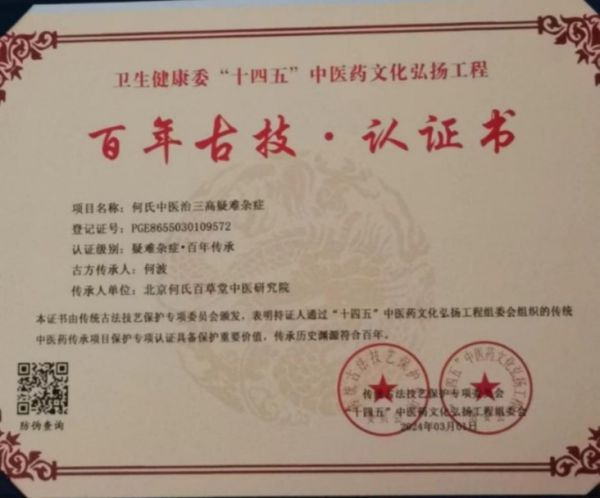 卫生健康委“十四五”中医药文化弘扬工程
百年古技·认证书
项目名称：何氏中医治三高疑难杂症
登记证号：PGE8655030109572
认证级别：疑难杂症·百年传承
古方传承人：何波
传承人单位：北京何氏百草堂中医研究院
本证书由传统古法技艺保护专项委员会颁发，表明持证人通过“十四五”中医药文化弘扬工程组委会组织的传统
中医药传承项目保护专项认证具备保护重要价值，传承历史渊源符合百年。
防伪查询
传统古法技艺保护专项委员会
“十四五”中医药文化弘扬工程组委会
2024年03月01日